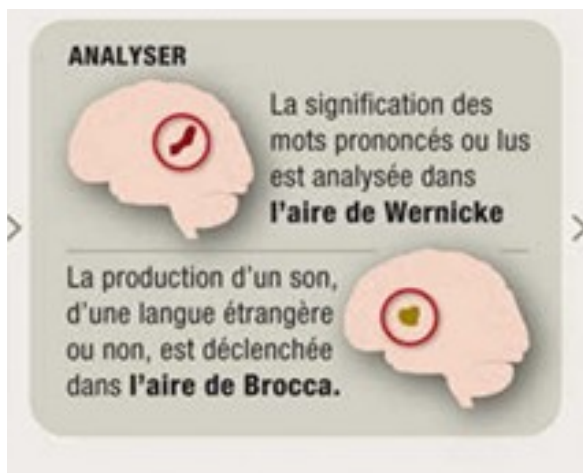 ANALYSER
La signification des
mots prononcés ou lus
est analysée dans
l'aire de Wernicke
La production d'un son,
d'une langue étrangère
ou non, est déclenchée
dans l'aire de Brocca.